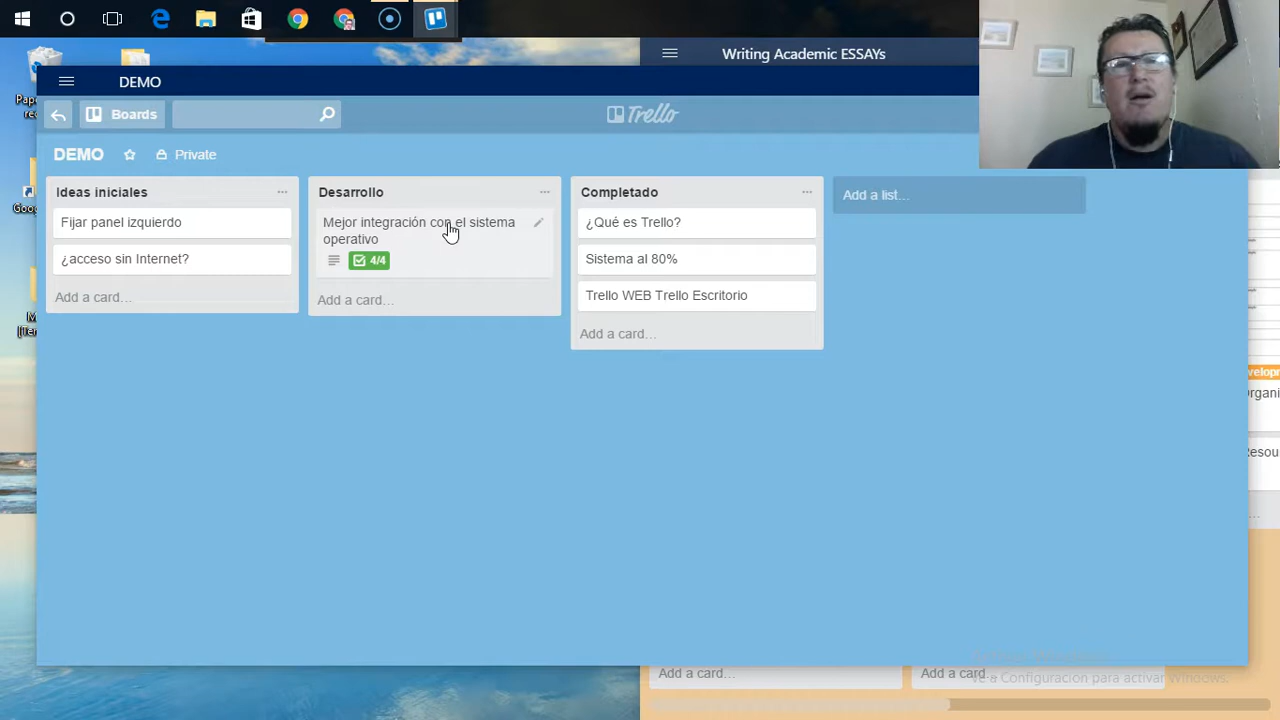 Writing Academic ESSAYs
DEMO
Boards
Trello
DEMO
Private
Ideas iniciales
Fijar panel izquierdo
¿acceso sin Internet?
Add a card…
Desarrollo
Mejor integración con el sistema
operativo
4/4
Add a card…
Completado
¿Qué es Trello?
Sistema al 80%
Trello WEB Trello Escritorio
Add a card…
Add a list…
Add a card…
Add a card…
Ve a Configuración para activar Windows.